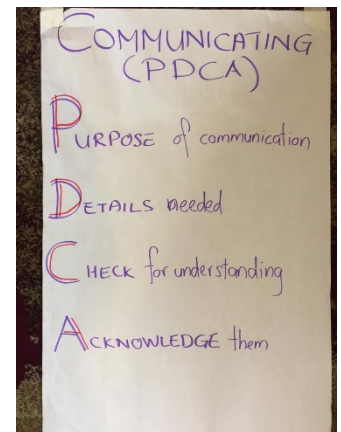 COMMUNICATING
(PDCA)
PURPOSE of communication
DETAILS needed
CHECK for understanding
ACKNOWLEDGE them